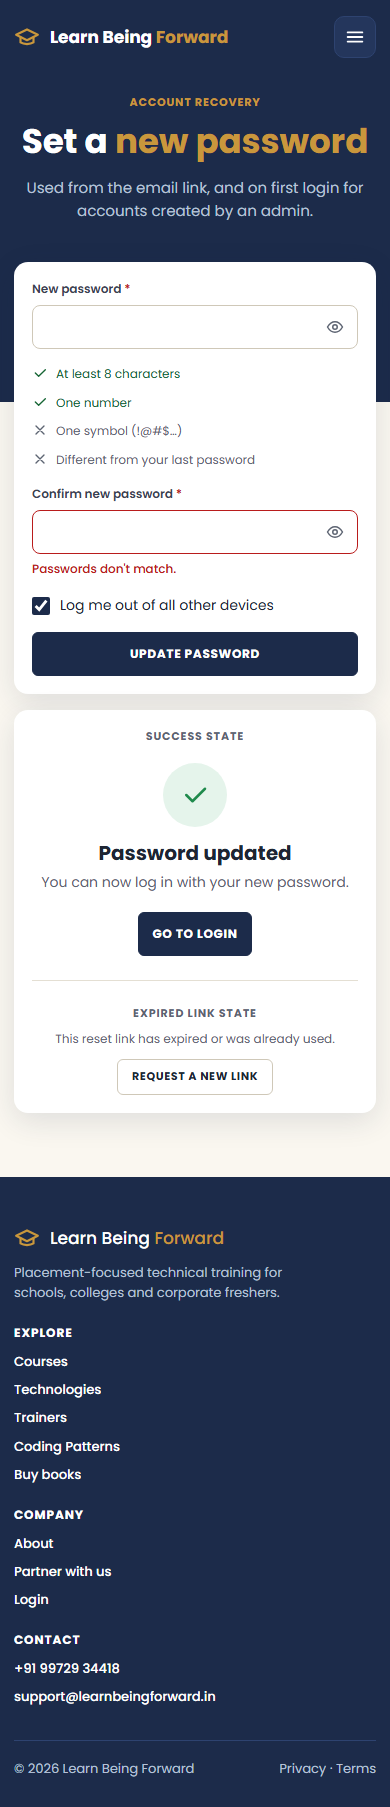 Learn Being Forward
ACCOUNT RECOVERY
Set a new password
Used from the email link, and on first login for
accounts created by an admin.
New password *
At least 8 characters
One number
One symbol (!@#$…)
Different from your last password
Confirm new password *
Passwords don't match.
Log me out of all other devices
UPDATE PASSWORD
SUCCESS STATE
Password updated
You can now log in with your new password.
GO TO LOGIN
EXPIRED LINK STATE
This reset link has expired or was already used.
REQUEST A NEW LINK
Learn Being Forward
Placement-focused technical training for
schools, colleges and corporate freshers.
EXPLORE
Courses
Technologies
Trainers
Coding Patterns
Buy books
COMPANY
About
Partner with us
Login
CONTACT
+91 99729 34418
support@learnbeingforward.in
© 2026 Learn Being Forward
Privacy · Terms